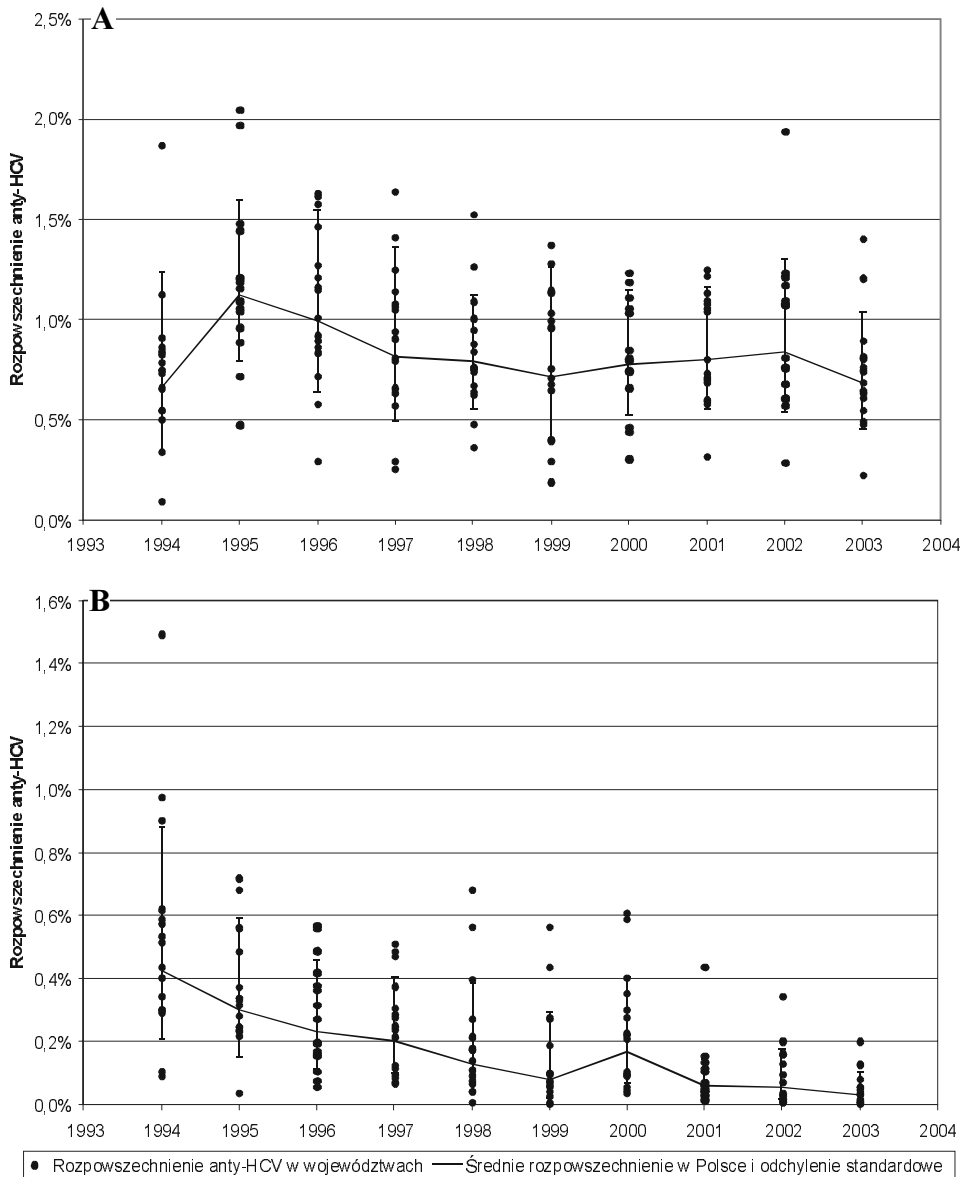 A
2,5%
2,0%
1,5%
1,0%
0,5%
0,0%
Rozpowszechnienie anty-HCV
1993 1994 1995 1996 1997 1998 1999 2000 2001 2002 2003 2004
B
1,6%
1,4%
1,2%
1,0%
0,8%
0,6%
0,4%
0,2%
0,0%
Rozpowszechnienie anty-HCV
1993 1994 1995 1996 1997 1998 1999 2000 2001 2002 2003 2004
Rozpowszechnienie anty-HCV w województwach Średnie rozpowszechnienie w Polsce i odchylenie standardowe